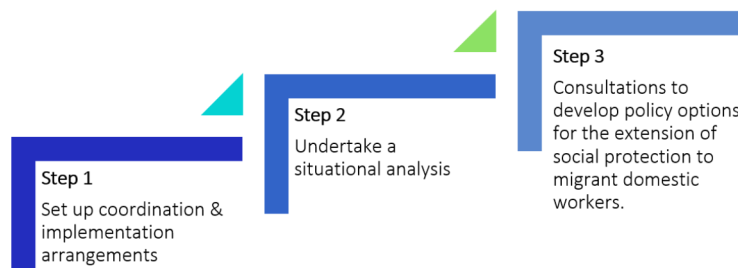 Step 1
Set up coordination &
implementation
arrangements
Step 2
Undertake a
situational analysis
Step 3
Consultations to
develop policy options
for the extension of
social protection to
migrant domestic
workers.